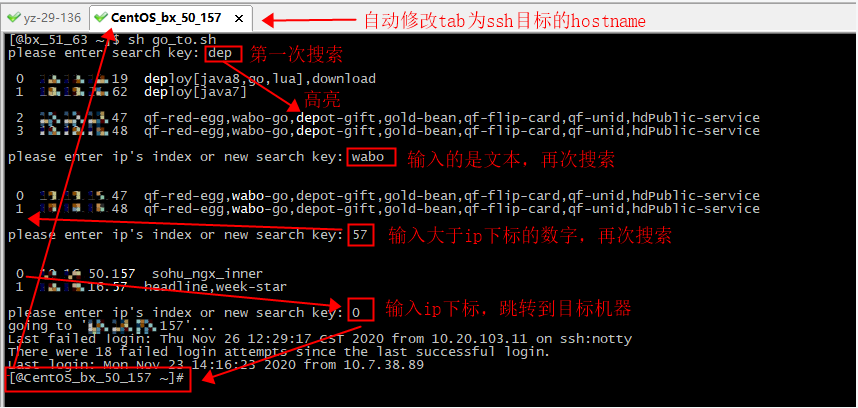 yz-29-136 CentOS_bx_50_157 × 自动修改tab为ssh目标的hostname
[@bx_51_63 ~]$ sh go_to.sh
please enter search key: dep 第一次搜索
0 19 deploy[java8,go,lua],download
1 62 deploy[java7]
高亮
2 47 qf-red-egg,wabo-go,depot-gift,gold-bean,qf-flip-card,qf-unid,hdPublic-service
3 48 qf-red-egg,wabo-go,depot-gift,gold-bean,qf-flip-card,qf-unid,hdPublic-service
please enter ip's index or new search key: wabo 输入的是文本，再次搜索
0 47 qf-red-egg,wabo-go,depot-gift,gold-bean,qf-flip-card,qf-unid,hdPublic-service
1 48 qf-red-egg,wabo-go,depot-gift,gold-bean,qf-flip-card,qf-unid,hdPublic-service
please enter ip's index or new search key: 57 输入大于ip下标的数字，再次搜索
0 50.157 sohu_ngx_inner
1 16.57 headline,week-star
please enter ip's index or new search key: 0 输入ip下标，跳转到目标机器
going to ' 157'...
Last failed login: Thu Nov 26 12:29:17 CST 2020 from 10.20.103.11 on ssh:notty
There were 18 failed login attempts since the last successful login.
Last login: Mon Nov 23 14:16:23 2020 from 10.7.38.89
[@CentOS_bx_50_157 ~]#